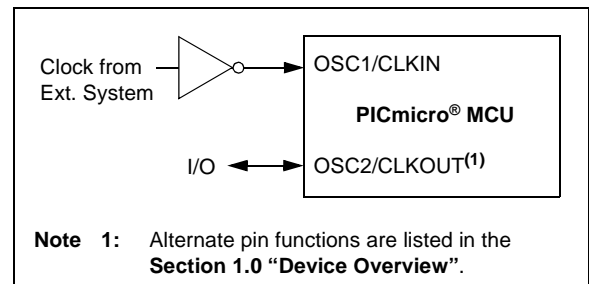 Clock from
Ext. System
OSC1/CLKIN
PICmicro® MCU
I/O
OSC2/CLKOUT(1)
Note 1: Alternate pin functions are listed in the
Section 1.0 “Device Overview”.